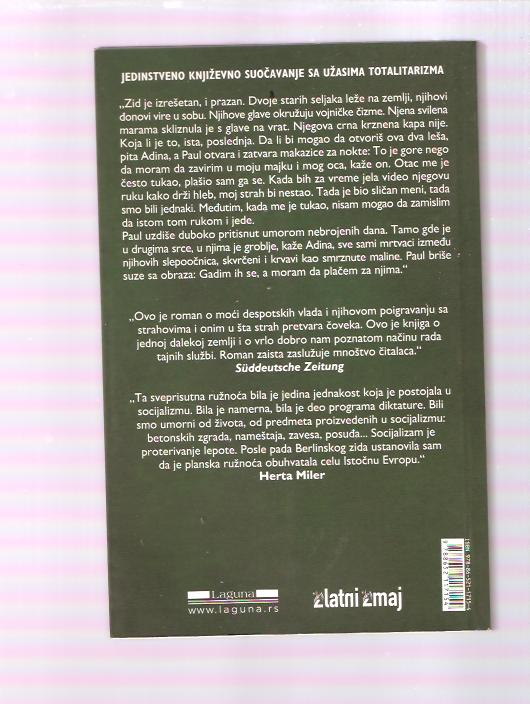 JEDINSTVENO KNJIŽEVNO SUOČAVANJE SA UŽASIMA TOTALITARIZMA
„Zid je izrešetan, i prazan. Dvoje starih seljaka leže na zemlji, njihovi
đonovi vire u sobu. Njihove glave okružuju vojničke čizme. Njena svilena
marama skliznula je s glave na vrat. Njegova crna krznena kapa nije.
Koja li je to, ista, poslednja. Da li bi mogao da otvoriš ova dva leša,
pita Adina, a Paul otvara i zatvara makazice za nokte: To je gore nego
da moram da zavirim u moju majku i mog oca, kaže on. Otac me je
često tukao, plašio sam ga se. Kada bih za vreme jela video njegovu
ruku kako drži hleb, moj strah bi nestao. Tada je bio sličan meni, tada
smo bili jednaki. Međutim, kada me je tukao, nisam mogao da zamislim
da istom tom rukom i jede.
Paul uzdiše duboko pritisnut umorom nebrojenih dana. Tamo gde je
u drugima srce, u njima je groblje, kaže Adina, sve sami mrtvaci između
njihovih slepoočnica, skvrčeni i krvavi kao smrznute maline. Paul briše
suze sa obraza: Gadim ih se, a moram da plačem za njima.“
„Ovo je roman o moći despotskih vlada i njihovom poigravanju sa
strahovima i onim u šta strah pretvara čoveka. Ovo je knjiga o
jednoj dalekoj zemlji i o vrlo dobro nam poznatom načinu rada
tajnih službi. Roman zaista zaslužuje mnoštvo čitalaca.“
Süddeutsche Zeitung
„Ta sveprisutna ružnoća bila je jedina jednakost koja je postojala u
socijalizmu. Bila je namerna, bila je deo programa diktature. Bili
smo umorni od života, od predmeta proizvedenih u socijalizmu:
betonskih zgrada, nameštaja, zavesa, posuđa... Socijalizam je
proterivanje lepote. Posle pada Berlinskog zida ustanovila sam
da je planska ružnoća obuhvatala celu Istočnu Evropu.“
Herta Miler
Laguna
www.laguna.rs
zlatni zmaj